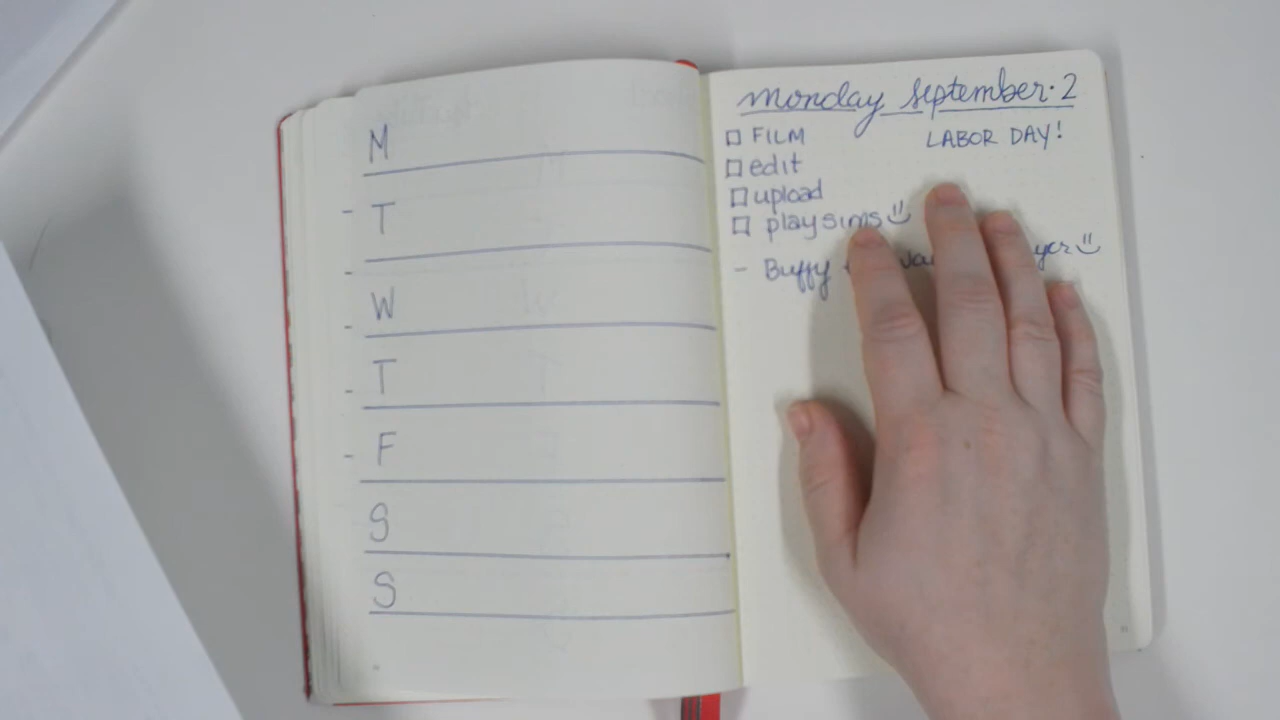 M
T
W
T
F
S
S
monday september. 2
□ FILM
LABOR DAY!
□ edit
□ upload
□ play sims
- Buffy